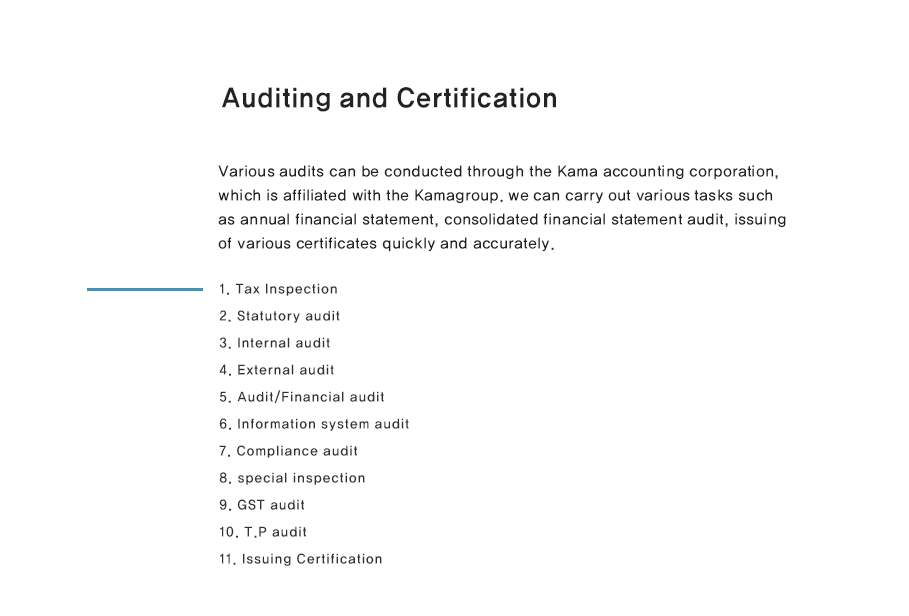 Auditing and Certification
Various audits can be conducted through the Kama accounting corporation,
which is affiliated with the Kamagroup. we can carry out various tasks such
as annual financial statement, consolidated financial statement audit, issuing
of various certificates quickly and accurately.
1. Tax Inspection
2. Statutory audit
3. Internal audit
4. External audit
5. Audit/Financial audit
6. Information system audit
7. Compliance audit
8. special inspection
9. GST audit
10. T.P audit
11. Issuing Certification